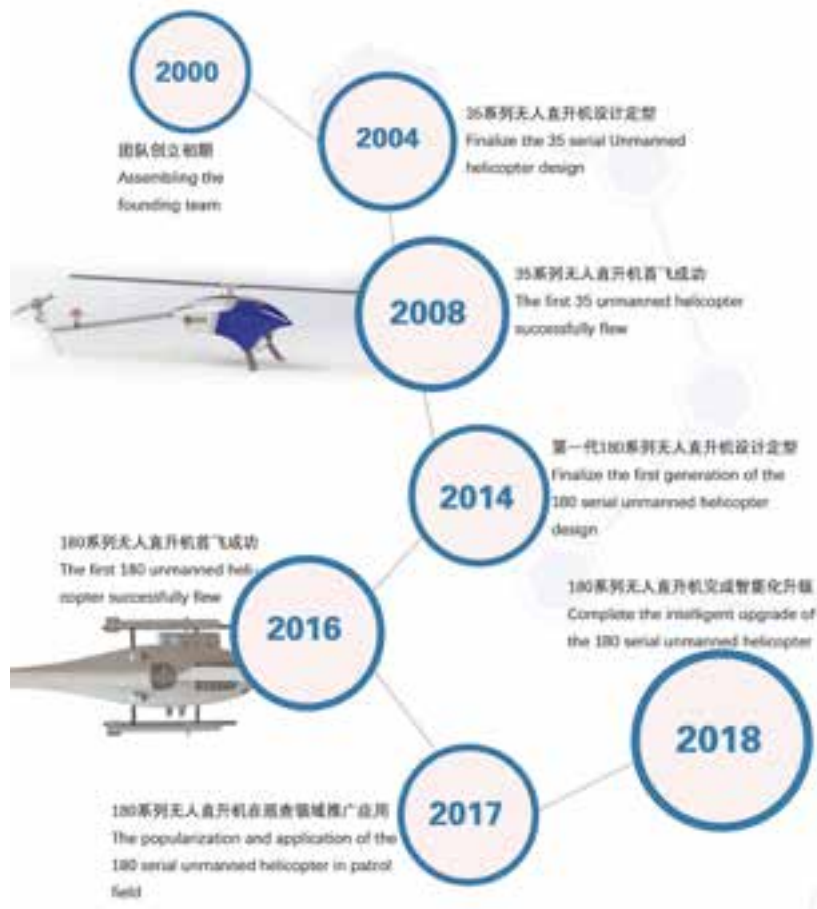 2000
团队创立初期
Assembling the
founding team
2004
35系列无人直升机设计定型
Finalize the 35 serial Unmanned
helicopter design
2008
35系列无人直升机首飞成功
The first 35 unmanned helicopter
successfully flew
2014
第一代180系列无人直升机设计定型
Finalize the first generation of the
180 serial unmanned helicopter
design
2016
180系列无人直升机首飞成功
The first 180 unmanned heli-
copter successfully flew
2017
180系列无人直升机在巡查领域推广应用
The popularization and application of the
180 serial unmanned helicopter in patrol
field
180系列无人直升机完成智能化升级
Complete the intelligent upgrade of
the 180 serial unmanned helicopter
2018